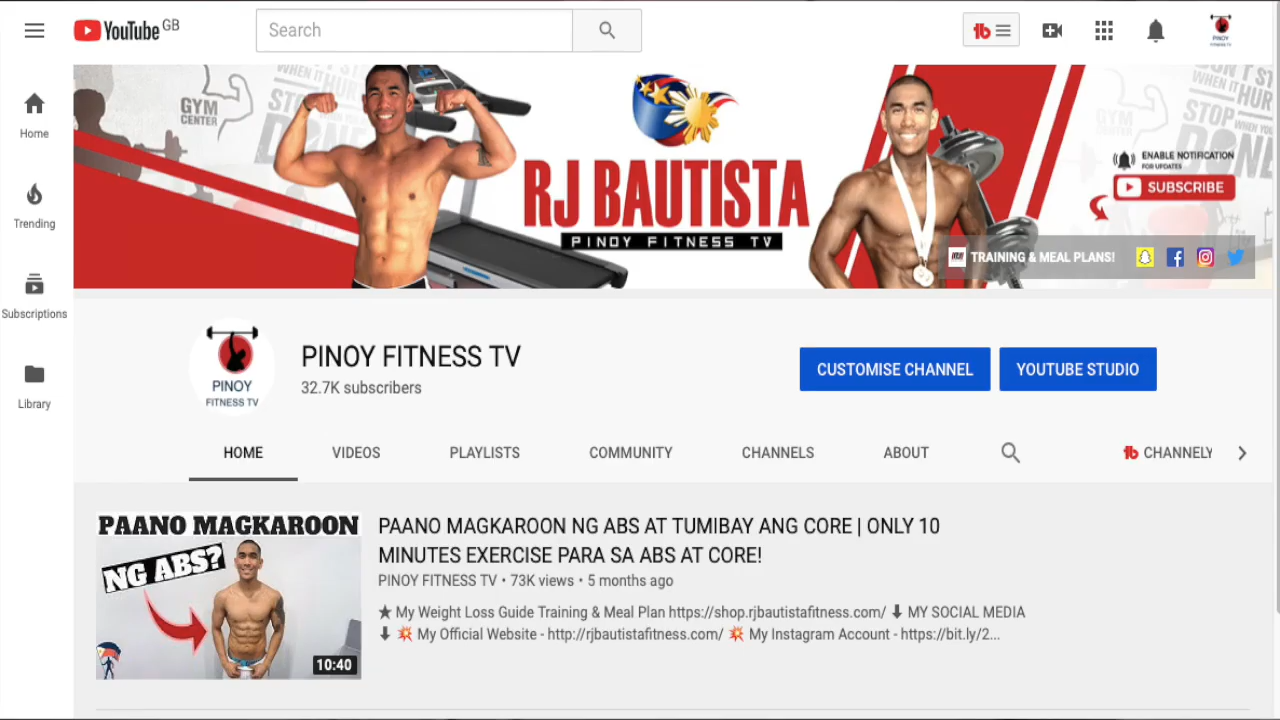 YouTube GB
Search
Home
Trending
Subscriptions
Library
GYM
CENTER
WHEN IT HUR
STOP
DONE
RJ BAUTISTA
PINOY FITNESS TV
ENABLE NOTIFICATION
FOR UPDATES
SUBSCRIBE
TRAINING & MEAL PLANS!
PINOY
FITNESS TV
PINOY FITNESS TV
32.7K subscribers
CUSTOMISE CHANNEL
YOUTUBE STUDIO
HOME
VIDEOS
PLAYLISTS
COMMUNITY
CHANNELS
ABOUT
CHANNELY
PAANO MAGKAROON
NG ABS?
10:40
PAANO MAGKAROON NG ABS AT TUMIBAY ANG CORE | ONLY 10
MINUTES EXERCISE PARA SA ABS AT CORE!
PINOY FITNESS TV • 73K views • 5 months ago
★ My Weight Loss Guide Training & Meal Plan https://shop.rjbautistafitness.com/ ⬇ MY SOCIAL MEDIA
⬇ 💥 My Official Website - http://rjbautistafitness.com/ 💥 My Instagram Account - https://bit.ly/2...